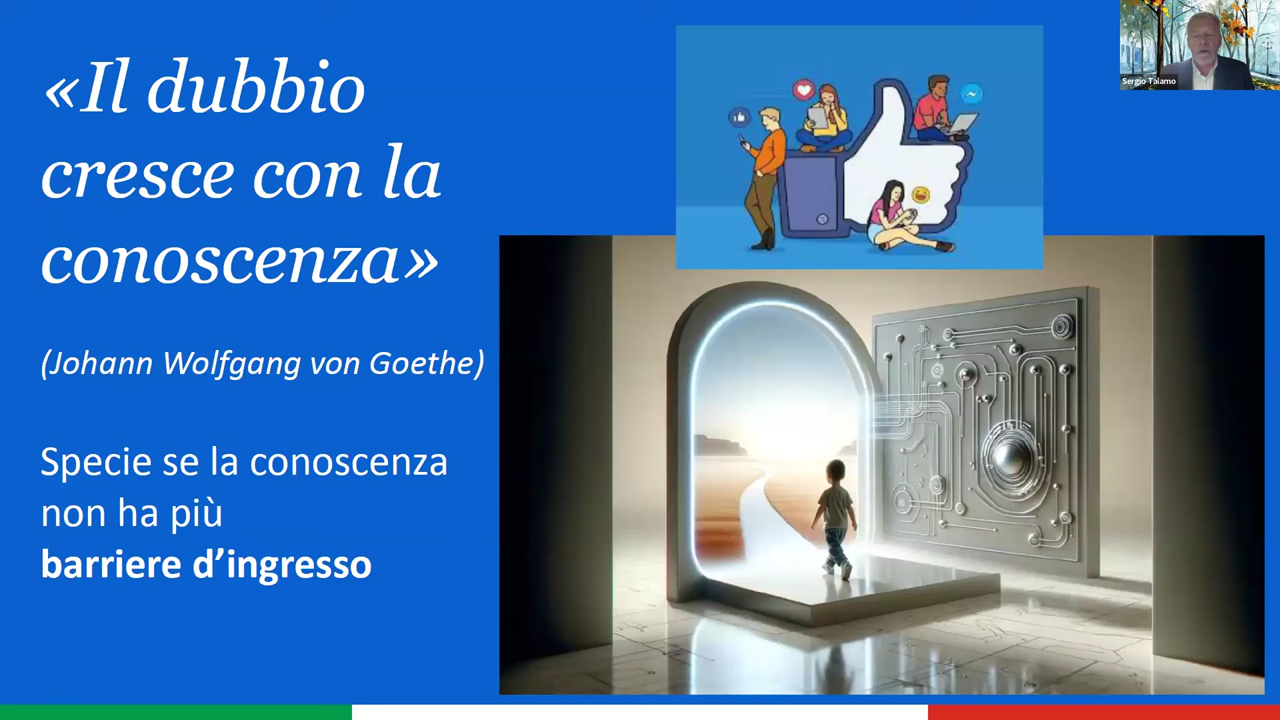 «Il dubbio
cresce con la
conoscenza»
(Johann Wolfgang von Goethe)
Specie se la conoscenza
non ha più
barriere d'ingresso
Sergio Talamo